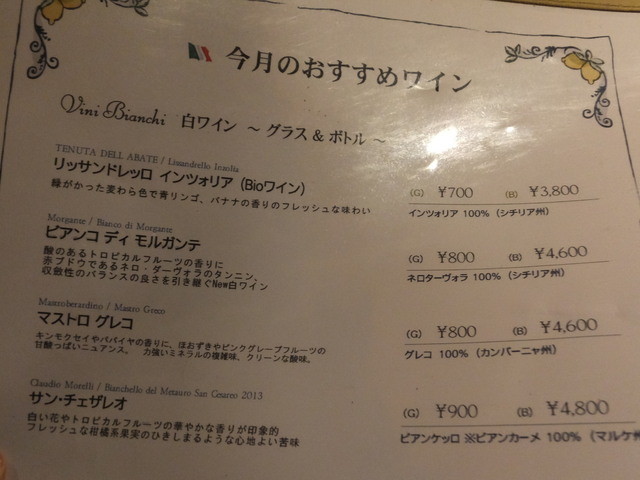 今月のおすすめワイン
Vini Bianchi 白ワイン ～ グラス & ボトル ～
TENUTA DELL ABATE / Lissandrello Insolia
リッサンドレッロ インツォリア (Bioワイン)
緑がかった麦わら色で青リンゴ、バナナの香りのフレッシュな味わい
(G) ¥700 (B) ¥3,800
インツォリア 100% (シチリア州)
Morgante / Bianco di Morgante
ビアンコ ディ モルガンテ
酸のあるトロピカルフルーツの香りに
赤ブドウであるネロ・ダーヴォラのタンニン、
収斂性のバランスの良さを引き継ぐNew白ワイン
(G) ¥800 (B) ¥4,600
ネロターヴォラ 100% (シチリア州)
Mastroberardino / Mastro Greco
マストロ グレコ
キンモクセイやパパイヤの香りに、ほおずきやピンクグレープフルーツの
甘酸っぱいニュアンス。 力強いミネラルの複雑味、クリーンな酸味。
(G) ¥800 (B) ¥4,600
グレコ 100% (カンパーニャ州)
Claudio Morelli / Bianchello del Metauro San Cesareo 2013
サン・チェザレオ
白い花やトロピカルフルーツの華やかな香りが印象的
フレッシュな柑橘系果実のひきしまるような心地よい苦味
(G) ¥900 (B) ¥4,800
ビアンケッロ ※ビアンカーメ 100% (マルケ州